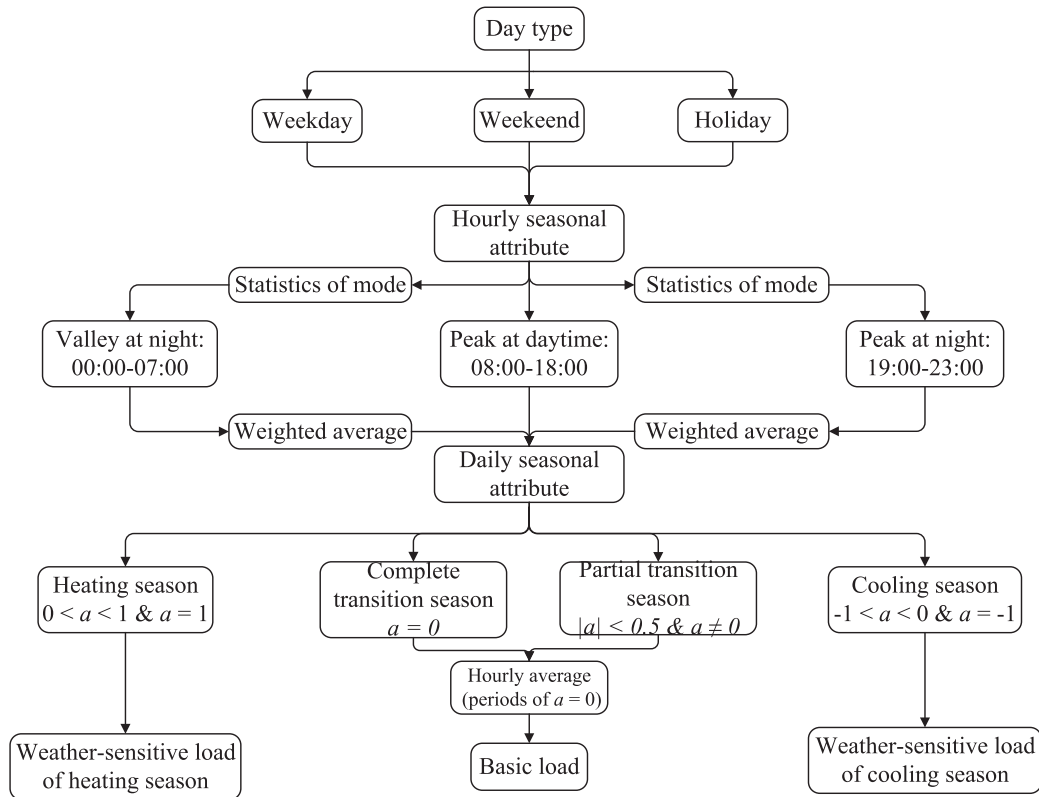 Day type
Weekday
Weekeend
Holiday
Hourly seasonal
attribute
Statistics of mode
Statistics of mode
Valley at night:
00:00-07:00
Peak at daytime:
08:00-18:00
Peak at night:
19:00-23:00
Weighted average
Weighted average
Daily seasonal
attribute
Heating season
0 < a < 1 & a = 1
Complete
transition season
a = 0
Partial transition
season
|a| < 0.5 & a ≠ 0
Cooling season
-1 < a < 0 & a = -1
Hourly average
(periods of a = 0)
Weather-sensitive load
of heating season
Basic load
Weather-sensitive load
of cooling season